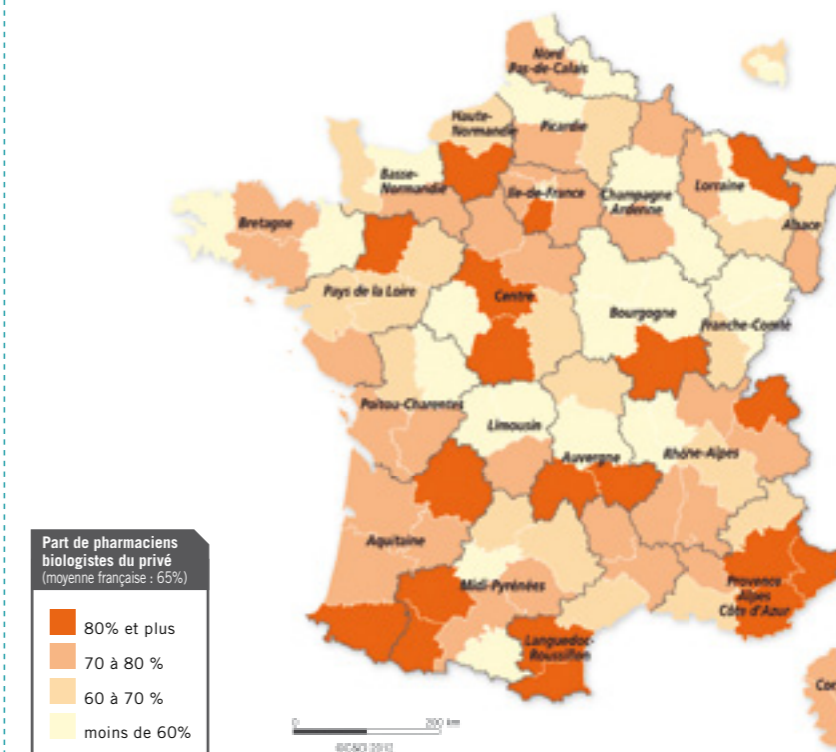 Nord
Pas-de-Calais
Haute-
Normandie
Picardie
Basse-
Normandie
Ile-de-France
Champagne
Ardenne
Lorraine
Alsace
Bretagne
Pays de la Loire
Centre
Bourgogne
Franche-Comté
Poitou-Charentes
Limousin
Auvergne
Rhône-Alpes
Aquitaine
Midi-Pyrénées
Provence
Alpes
Côte d'Azur
Languedoc-
Roussillon
Cor
Part de pharmaciens
biologistes du privé
(moyenne française : 65%)
80% et plus
70 à 80 %
60 à 70 %
moins de 60%
0 200 km